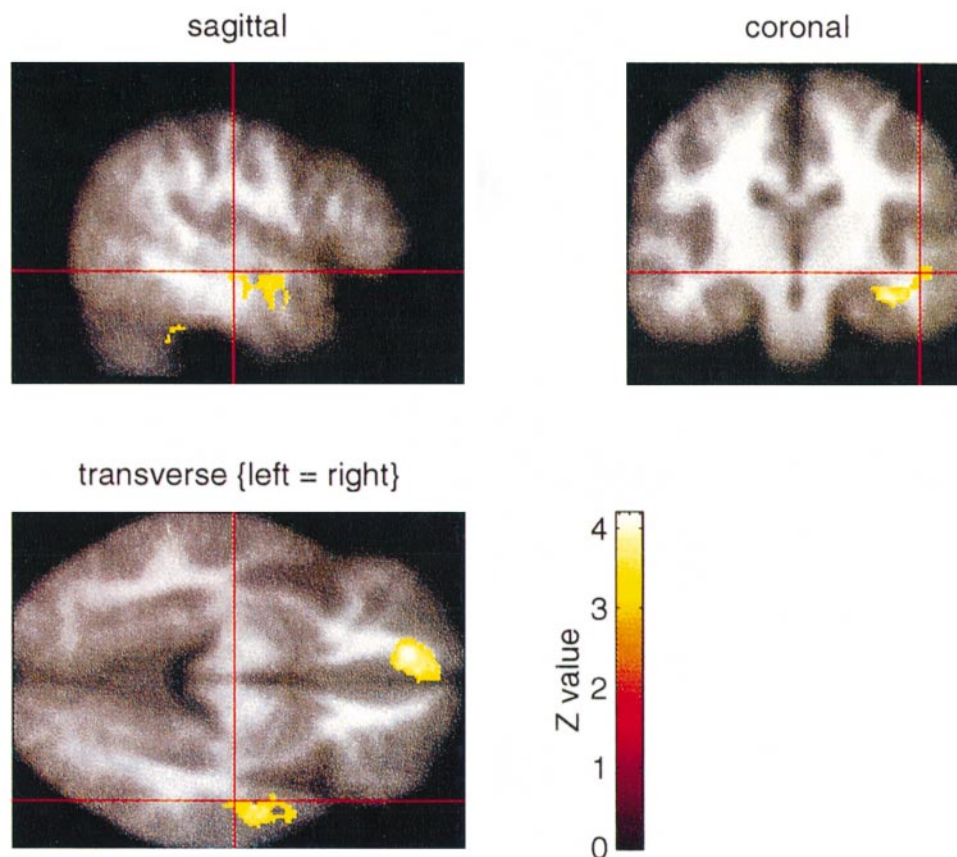 sagittal
coronal
transverse {left = right}
4
3
2
1
0
Z value